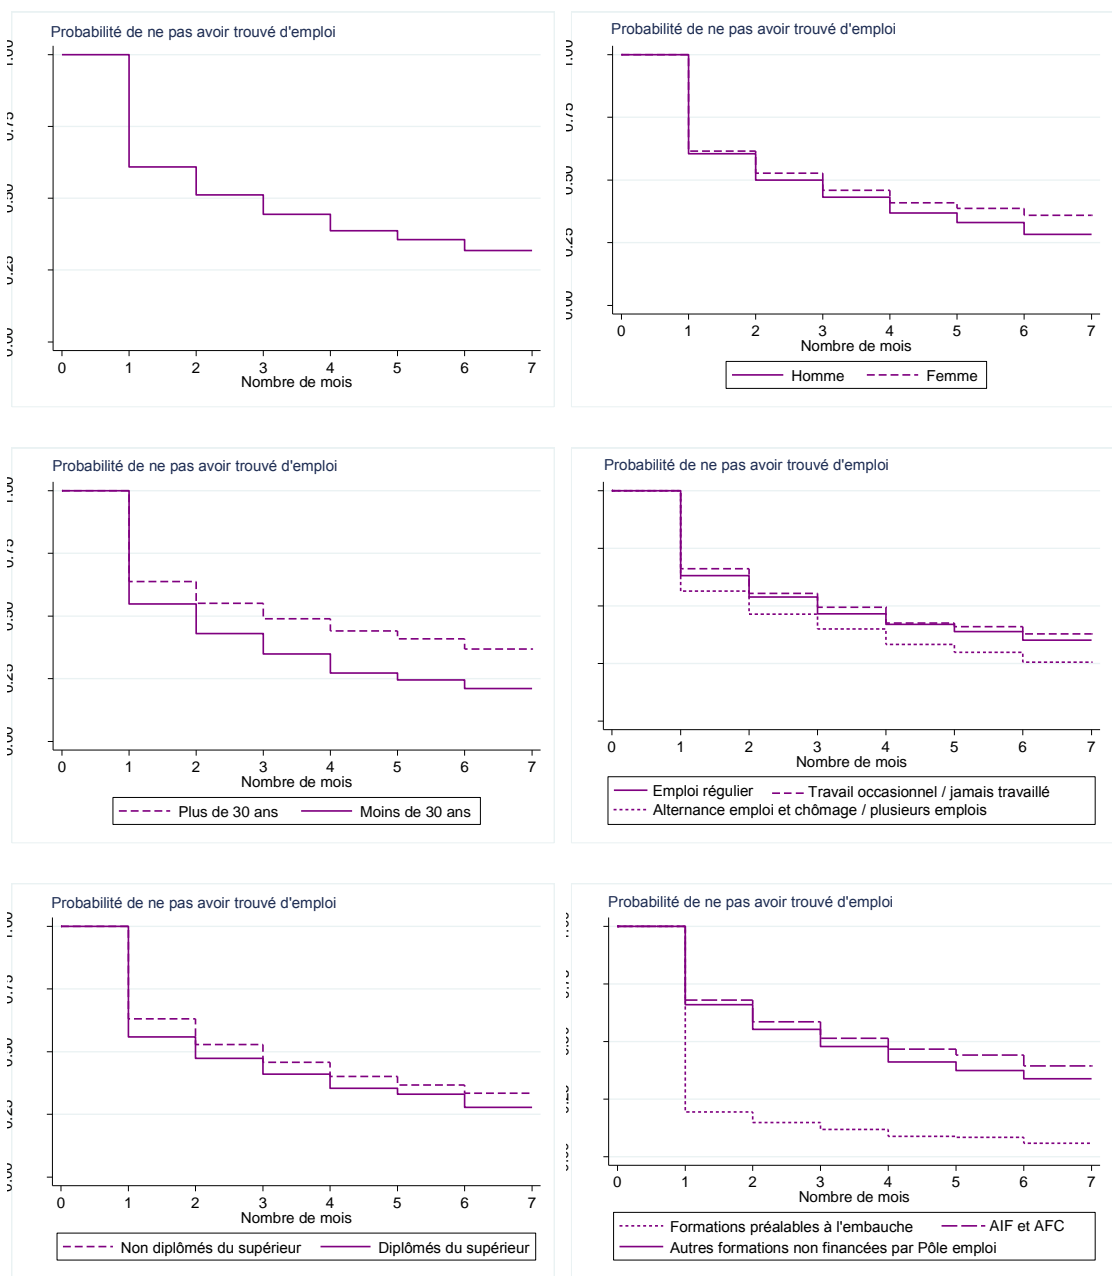 Probabilité de ne pas avoir trouvé d'emploi
0 1 2 3 4 5 6 7
Nombre de mois
Probabilité de ne pas avoir trouvé d'emploi
0 1 2 3 4 5 6 7
Nombre de mois
Homme Femme
Probabilité de ne pas avoir trouvé d'emploi
0 1 2 3 4 5 6 7
Nombre de mois
Plus de 30 ans Moins de 30 ans
Probabilité de ne pas avoir trouvé d'emploi
0 1 2 3 4 5 6 7
Nombre de mois
Emploi régulier Travail occasionnel / jamais travaillé
Alternance emploi et chômage / plusieurs emplois
Probabilité de ne pas avoir trouvé d'emploi
0 1 2 3 4 5 6 7
Nombre de mois
Non diplômés du supérieur Diplômés du supérieur
Probabilité de ne pas avoir trouvé d'emploi
0 1 2 3 4 5 6 7
Nombre de mois
Formations préalables à l'embauche AIF et AFC
Autres formations non financées par Pôle emploi